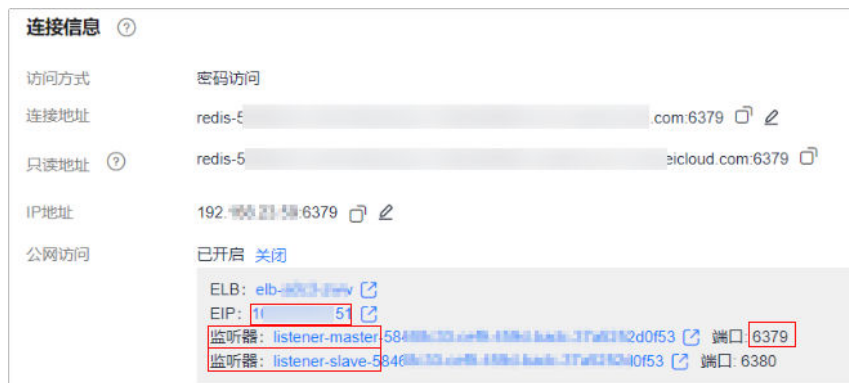 连接信息
访问方式 密码访问
连接地址 redis-5 .com:6379
只读地址 redis-5 eicloud.com:6379
IP地址 192. :6379
公网访问 已开启 关闭
ELB: elb-
EIP: 1 51
监听器: listener-master-584 2d0f53 端口: 6379
监听器: listener-slave-5846 0f53 端口: 6380